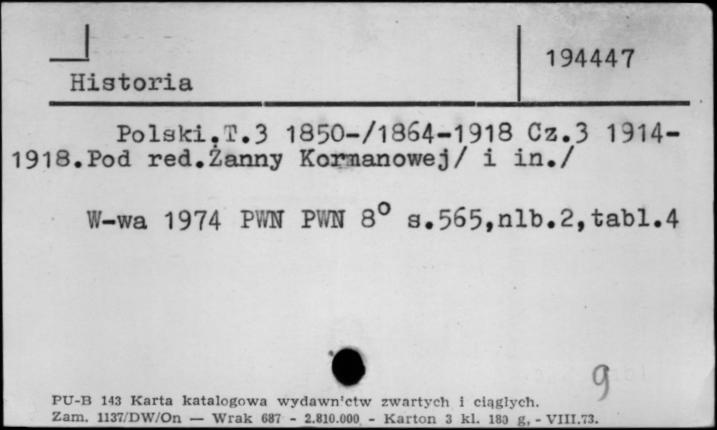 194447
Historia
Polski.T.3 1850-/1864-1918 Cz.3 1914-
1918.Pod red.Żanny Kormanowej/ i in./
W-wa 1974 PWN PWN 8° s.565,nlb.2,tabl.4
9
PU-B 143 Karta katalogowa wydawn'ctw zwartych i ciągłych.
Zam. 1137/DW/On — Wrak 687 - 2.810.000 - Karton 3 kl. 180 g, - VIII.73.